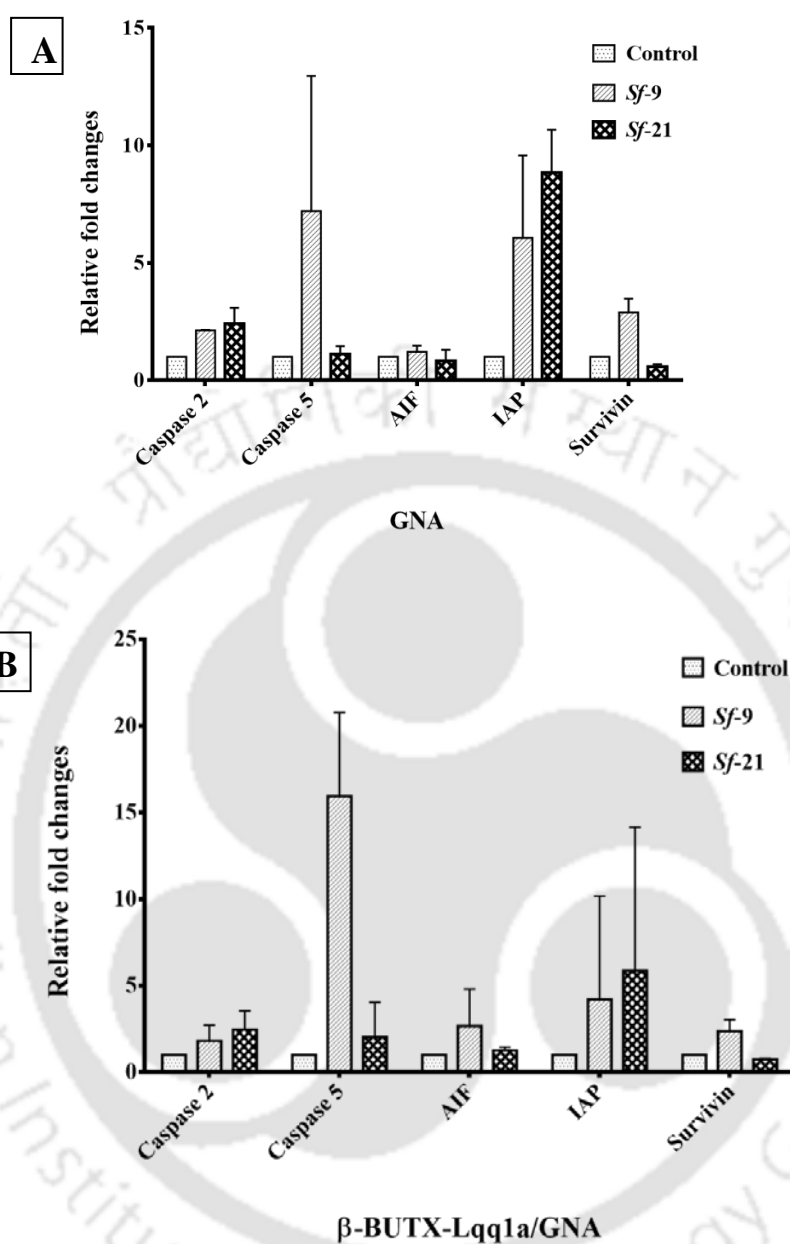 A
15
10
5
0
Relative fold changes
Control
Sf-9
Sf-21
Caspase 2
Caspase 5
AIF
IAP
Survivin
GNA
B
25
20
15
10
5
0
Relative fold changes
Control
Sf-9
Sf-21
Caspase 2
Caspase 5
AIF
IAP
Survivin
β-BUTX-Lqq1a/GNA